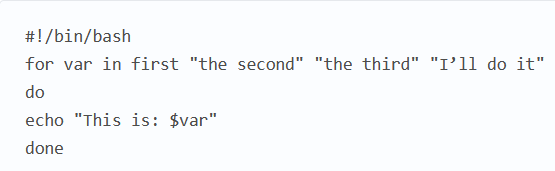 #!/bin/bash
for var in first "the second" "the third" "I’ll do it"
do
echo "This is: $var"
done